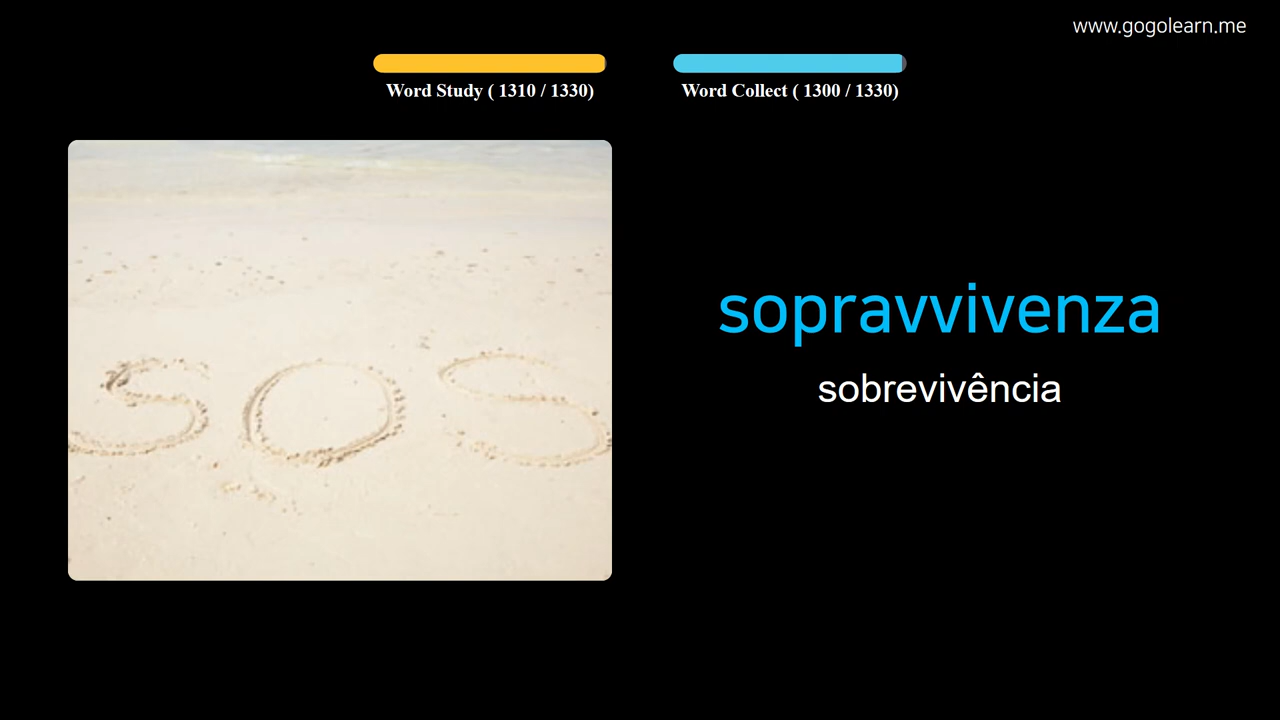 www.gogolearn.me
Word Study ( 1310 / 1330)
Word Collect ( 1300 / 1330)
SOS
sopravvivenza
sobrevivência